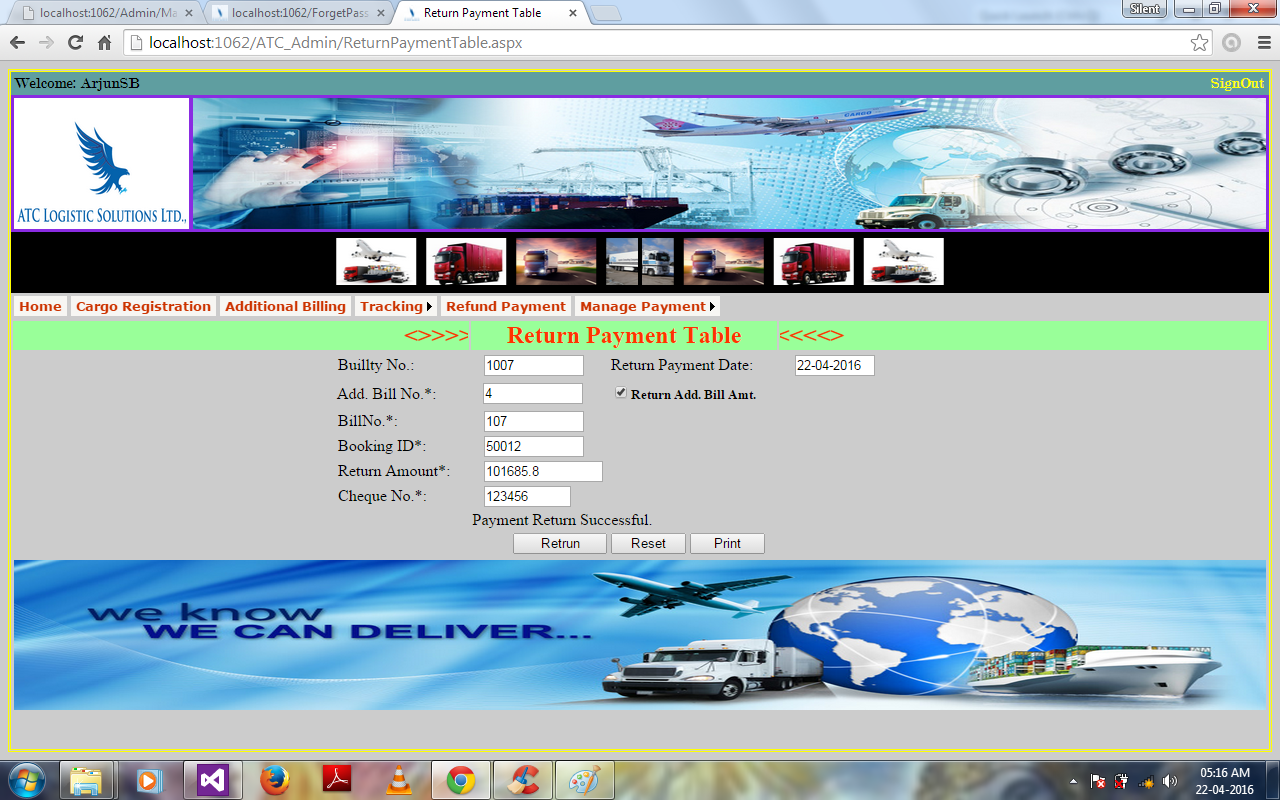 localhost:1062/Admin/Ma
localhost:1062/ForgetPass
Return Payment Table
Silent
localhost:1062/ATC_Admin/ReturnPaymentTable.aspx
Welcome: ArjunSB
SignOut
ATC LOGISTIC SOLUTIONS LTD.,
CARGO
Home
Cargo Registration
Additional Billing
Tracking
Refund Payment
Manage Payment
<>>>> Return Payment Table <<<<>
Builty No.: 1007 Return Payment Date: 22-04-2016
Add. Bill No.*: 4 Return Add. Bill Amt.
BillNo.*: 107
Booking ID*: 50012
Return Amount*: 101685.8
Cheque No.*: 123456
Payment Return Successful.
Retrun Reset Print
we know
WE CAN DELIVER...
05:16 AM
22-04-2016